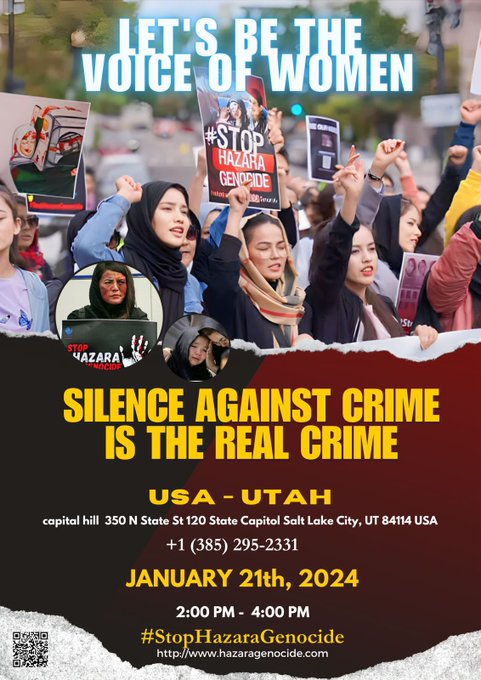 LET'S BE THE
VOICE OF WOMEN
#STOP
HAZARA
GENOCIDE
STOP
HAZARA
GENOCIDE
SILENCE AGAINST CRIME
IS THE REAL CRIME
USA - UTAH
capital hill 350 N State St 120 State Capitol Salt Lake City, UT 84114 USA
+1 (385) 295-2331
JANUARY 21th, 2024
2:00 PM - 4:00 PM
#StopHazaraGenocide
http://www.hazaragenocide.com